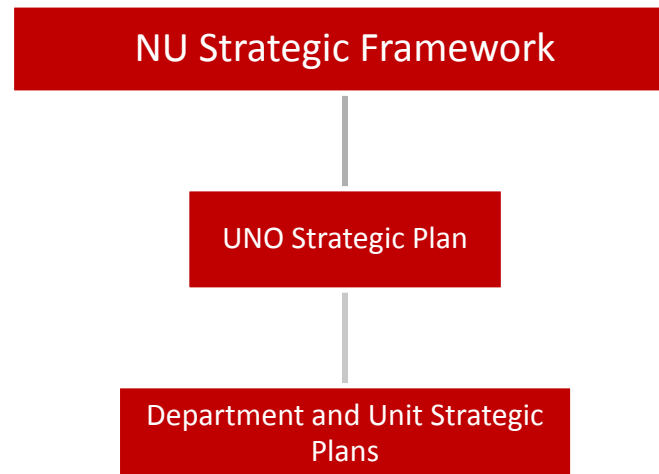 NU Strategic Framework
UNO Strategic Plan
Department and Unit Strategic
Plans